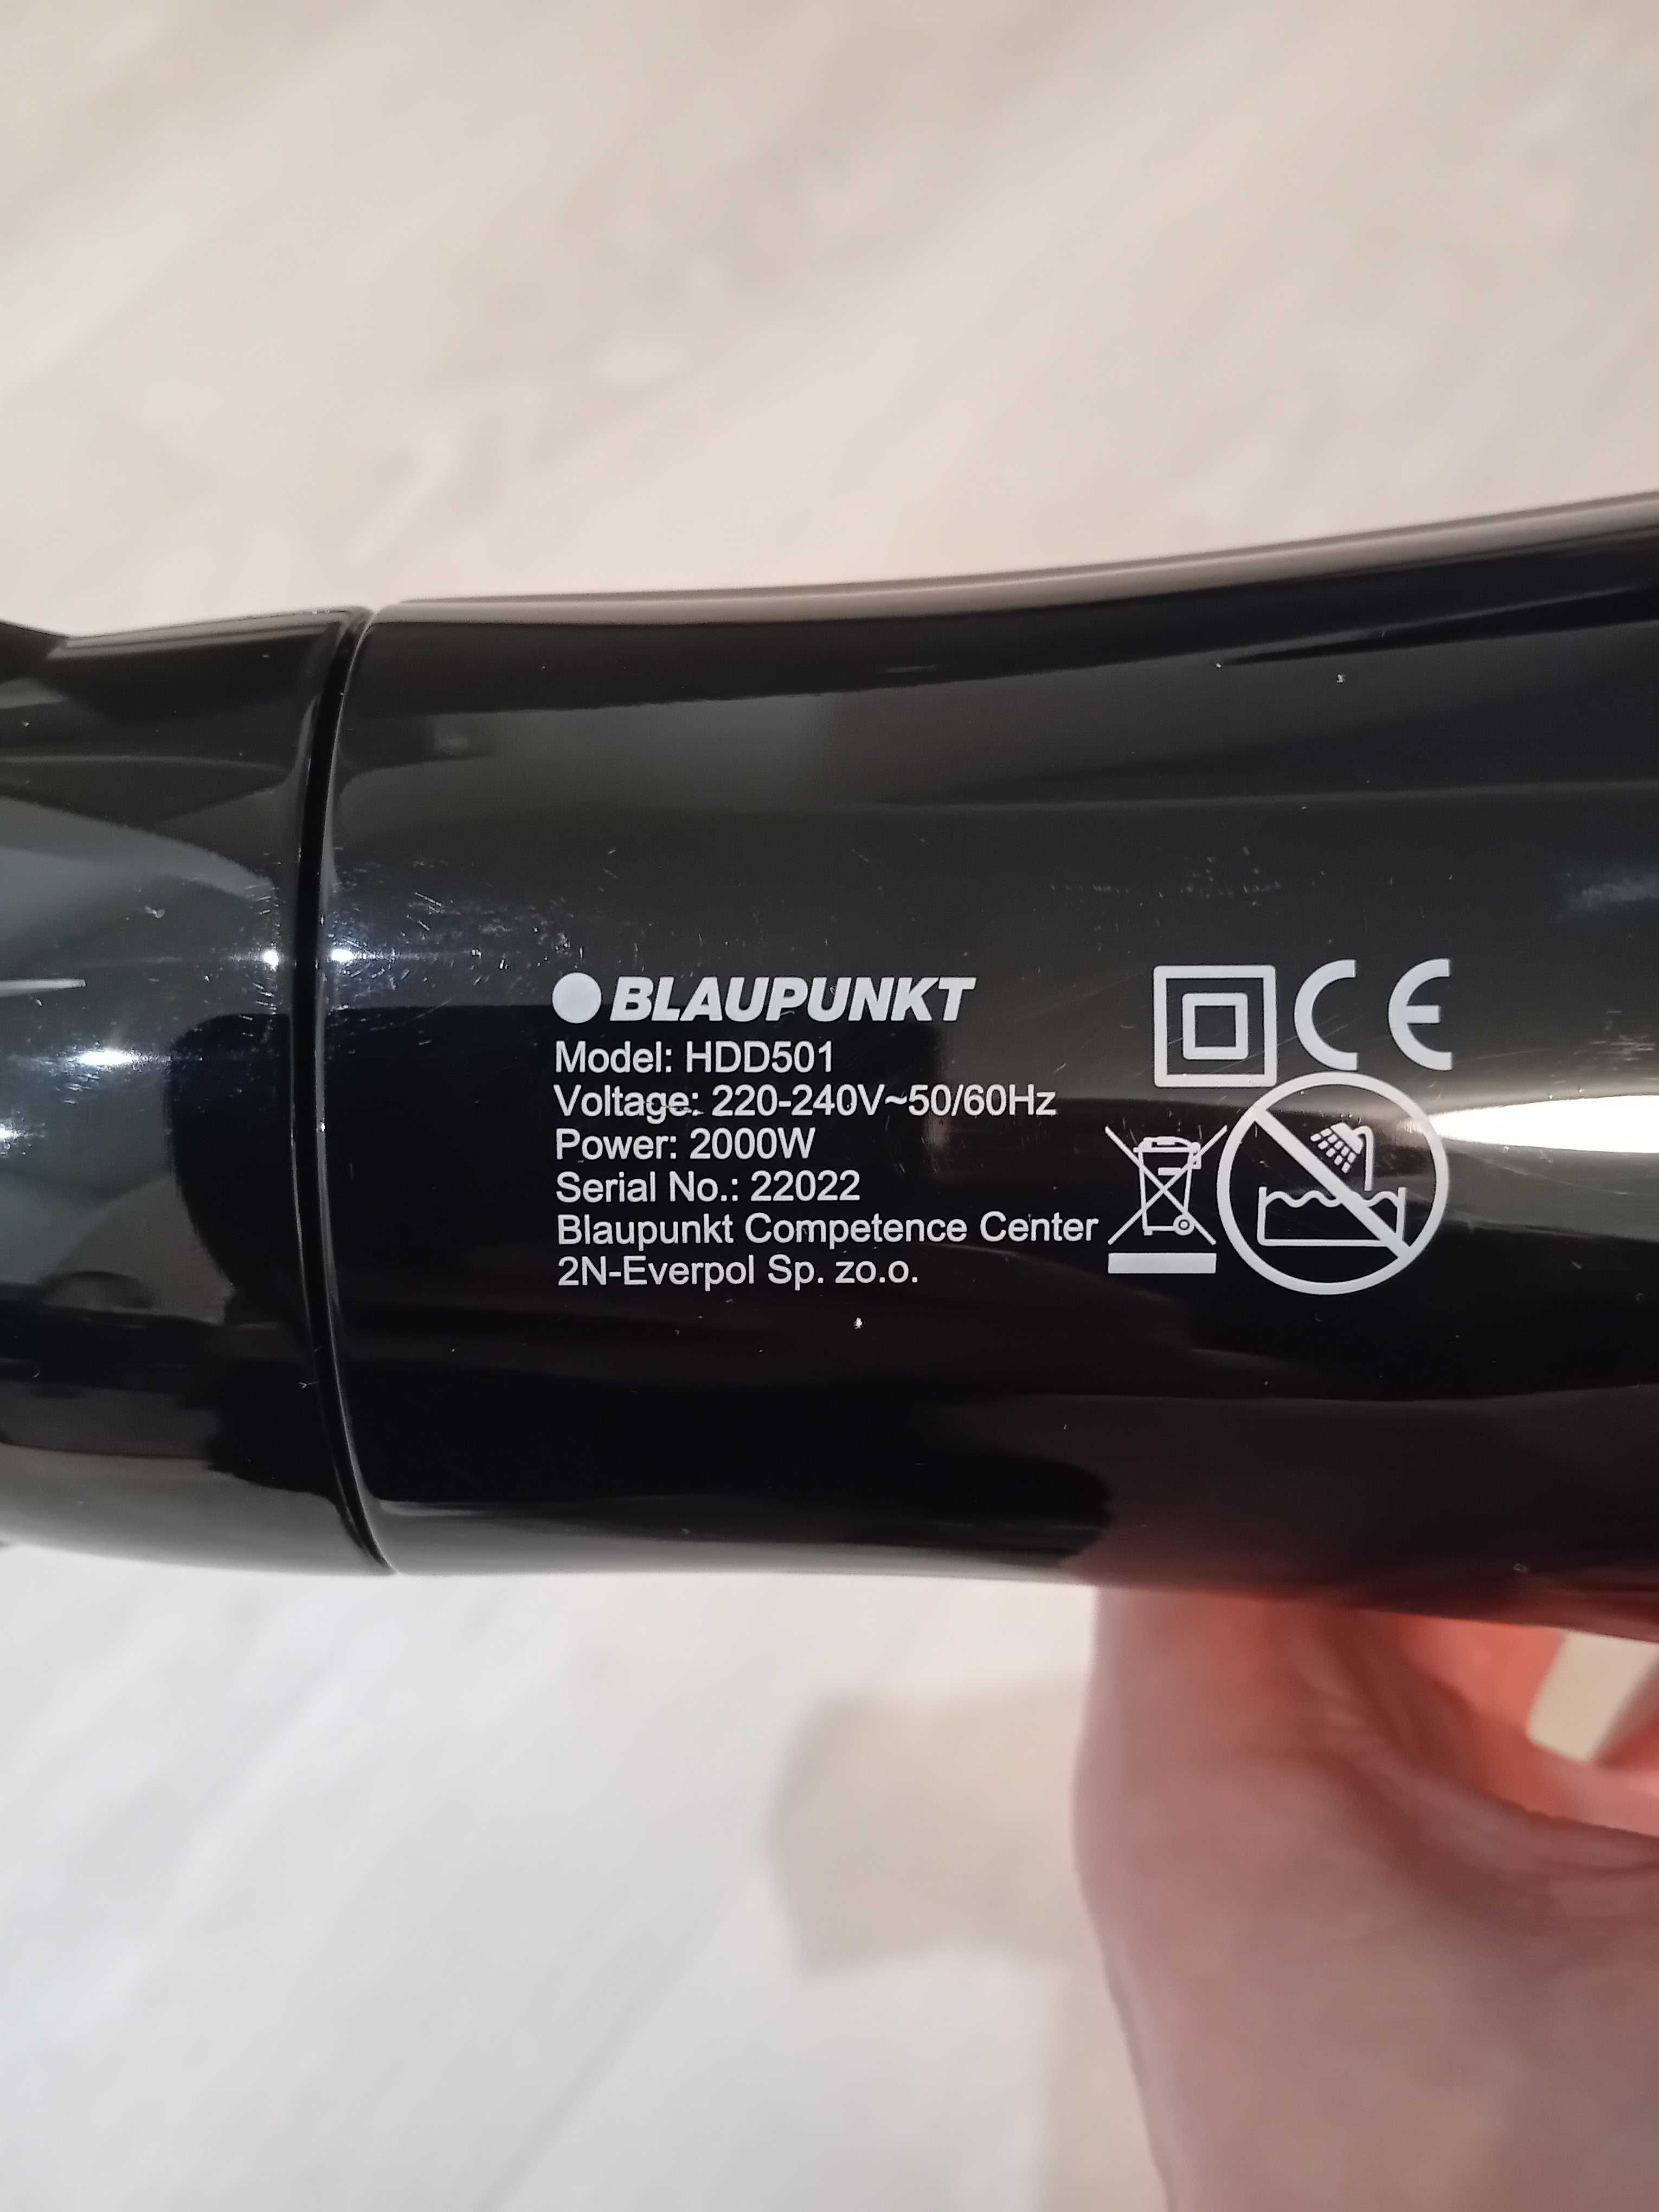 BLAUPUNKT
Model: HDD501
Voltage: 220-240V~50/60Hz
Power: 2000W
Serial No.: 22022
Blaupunkt Competence Center
2N-Everpol Sp. zo.o.
CE